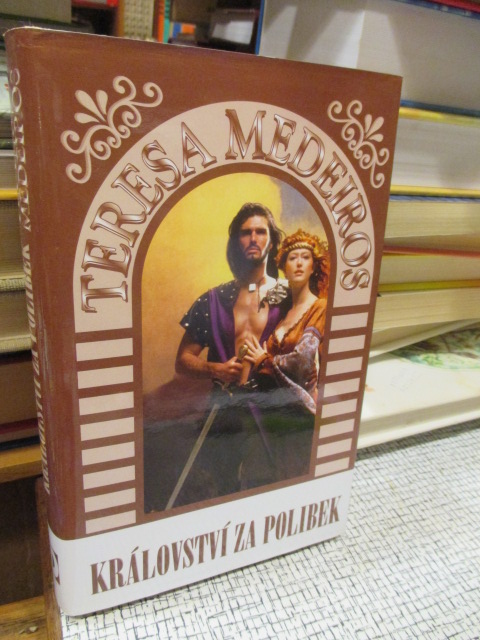 TERESA MEDEIROS
KRÁLOVSTVÍ ZA POLIBEK